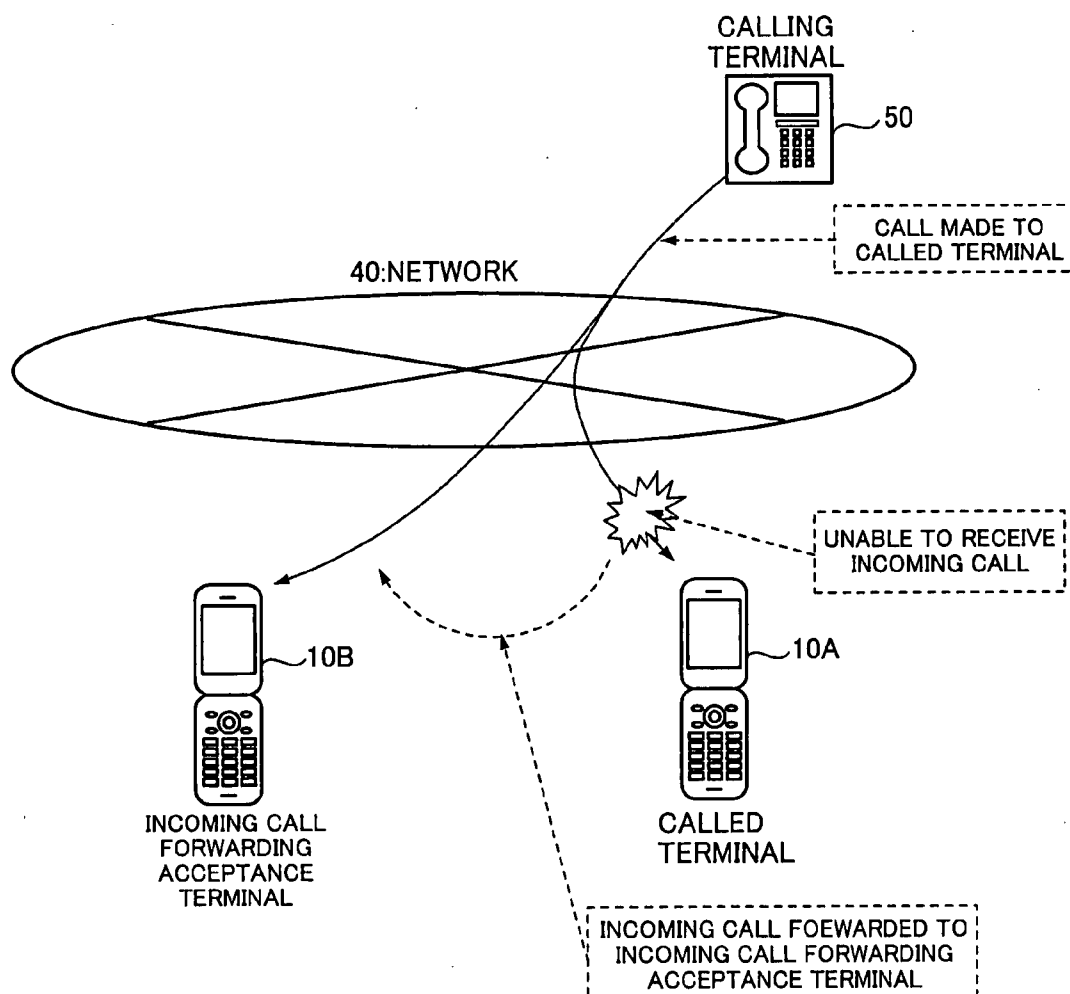 CALLING
TERMINAL
50
CALL MADE TO
CALLED TERMINAL
40:NETWORK
UNABLE TO RECEIVE
INCOMING CALL
10B
10A
INCOMING CALL
FORWARDING
ACCEPTANCE
TERMINAL
CALLED
TERMINAL
INCOMING CALL FOEWARDED TO
INCOMING CALL FORWARDING
ACCEPTANCE TERMINAL